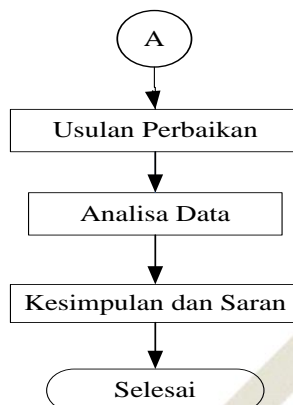 A
Usulan Perbaikan
Analisa Data
Kesimpulan dan Saran
Selesai